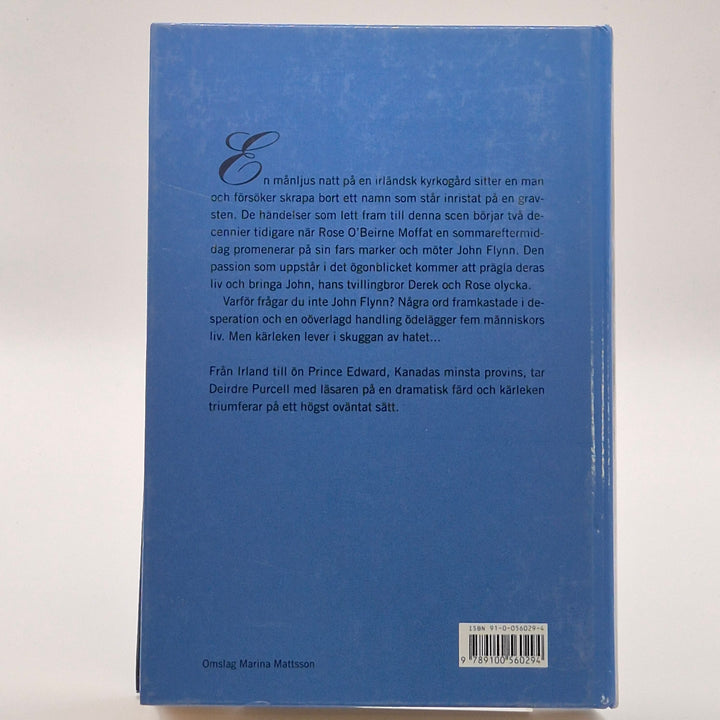 En månljus natt på en irländsk kyrkogård sitter en man
och försöker skrapa bort ett namn som står inristat på en grav-
sten. De händelser som lett fram till denna scen börjar två de-
cennier tidigare när Rose O'Beirne Moffat en sommareftermid-
dag promenerar på sin fars marker och möter John Flynn. Den
passion som uppstår i det ögonblicket kommer att prägla deras
liv och bringa John, hans tvillingbror Derek och Rose olycka.
Varför frågar du inte John Flynn? Några ord framkastade i de-
speration och en oöverlagd handling ödelägger fem människors
liv. Men kärleken lever i skuggan av hatet...
Från Irland till ön Prince Edward, Kanadas minsta provins, tar
Deirdre Purcell med läsaren på en dramatisk färd och kärleken
triumferar på ett högst oväntat sätt.
ISBN 91-0-056029-4
9 789100 560294
Omslag Marina Mattsson